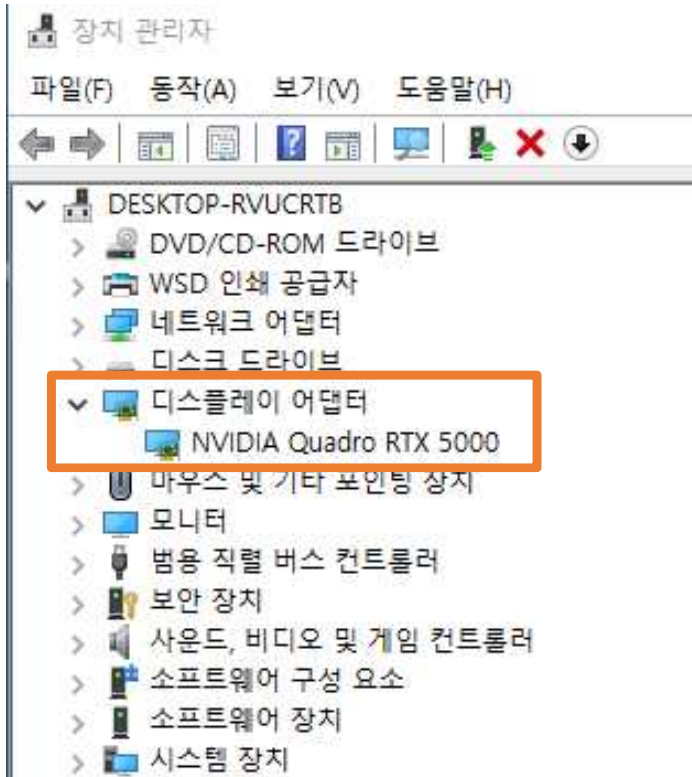 장치 관리자
파일(F) 동작(A) 보기(V) 도움말(H)
DESKTOP-RVUCRTB
DVD/CD-ROM 드라이브
WSD 인쇄 공급자
네트워크 어댑터
디스크 드라이브
디스플레이 어댑터
NVIDIA Quadro RTX 5000
마우스 및 기타 포인팅 장치
모니터
범용 직렬 버스 컨트롤러
보안 장치
사운드, 비디오 및 게임 컨트롤러
소프트웨어 구성 요소
소프트웨어 장치
시스템 장치